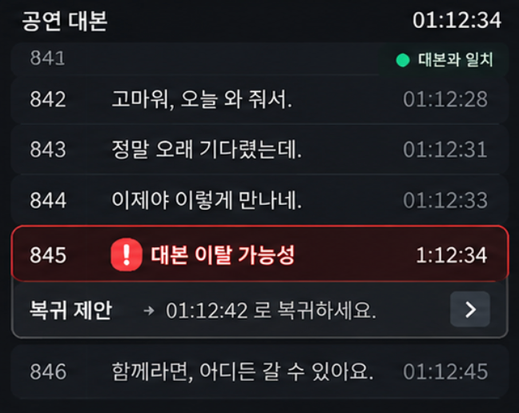 공연 대본 01:12:34
841 대본과 일치
842 고마워, 오늘 와 줘서. 01:12:28
843 정말 오래 기다렸는데. 01:12:31
844 이제야 이렇게 만나네. 01:12:33
845 ! 대본 이탈 가능성 1:12:34
복귀 제안 → 01:12:42 로 복귀하세요. >
846 함께라면, 어디든 갈 수 있아요. 01:12:45